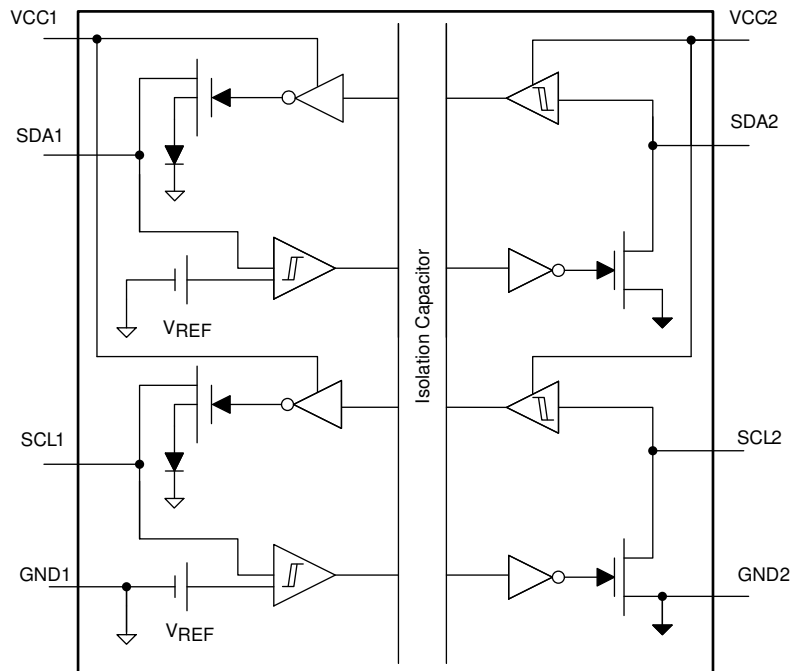 VCC1
VCC2
SDA1
SDA2
VREF
Isolation Capacitor
SCL1
SCL2
GND1
GND2
VREF